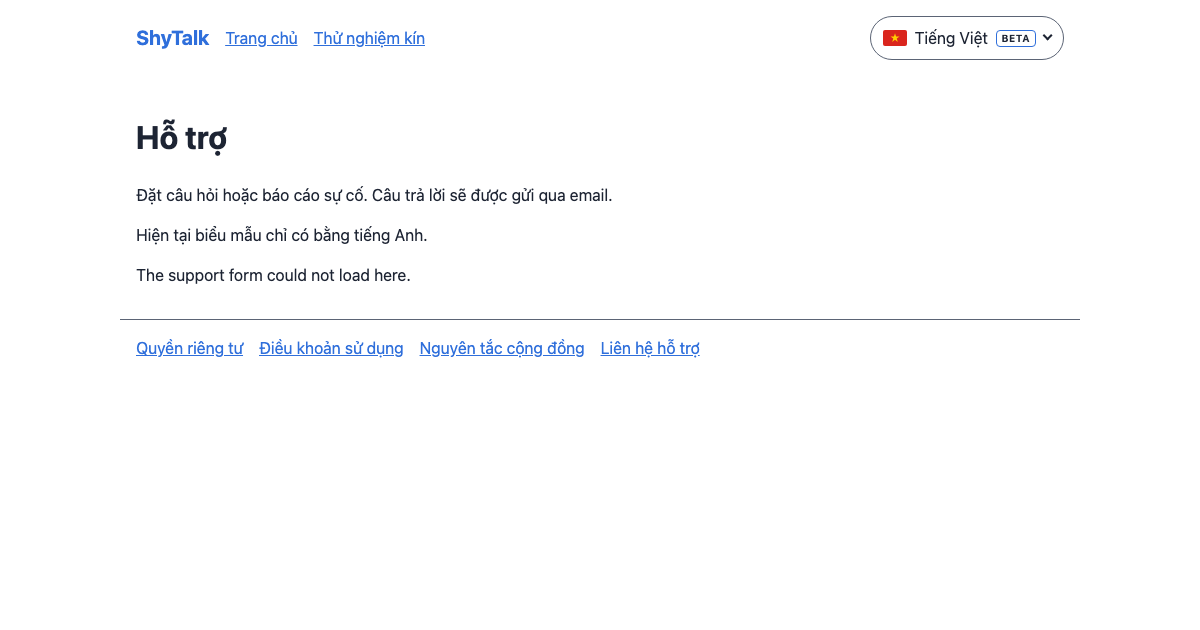 ShyTalk Trang chủ Thử nghiệm kín Tiếng Việt BETA
Hỗ trợ
Đặt câu hỏi hoặc báo cáo sự cố. Câu trả lời sẽ được gửi qua email.
Hiện tại biểu mẫu chỉ có bằng tiếng Anh.
The support form could not load here.
Quyền riêng tư Điều khoản sử dụng Nguyên tắc cộng đồng Liên hệ hỗ trợ